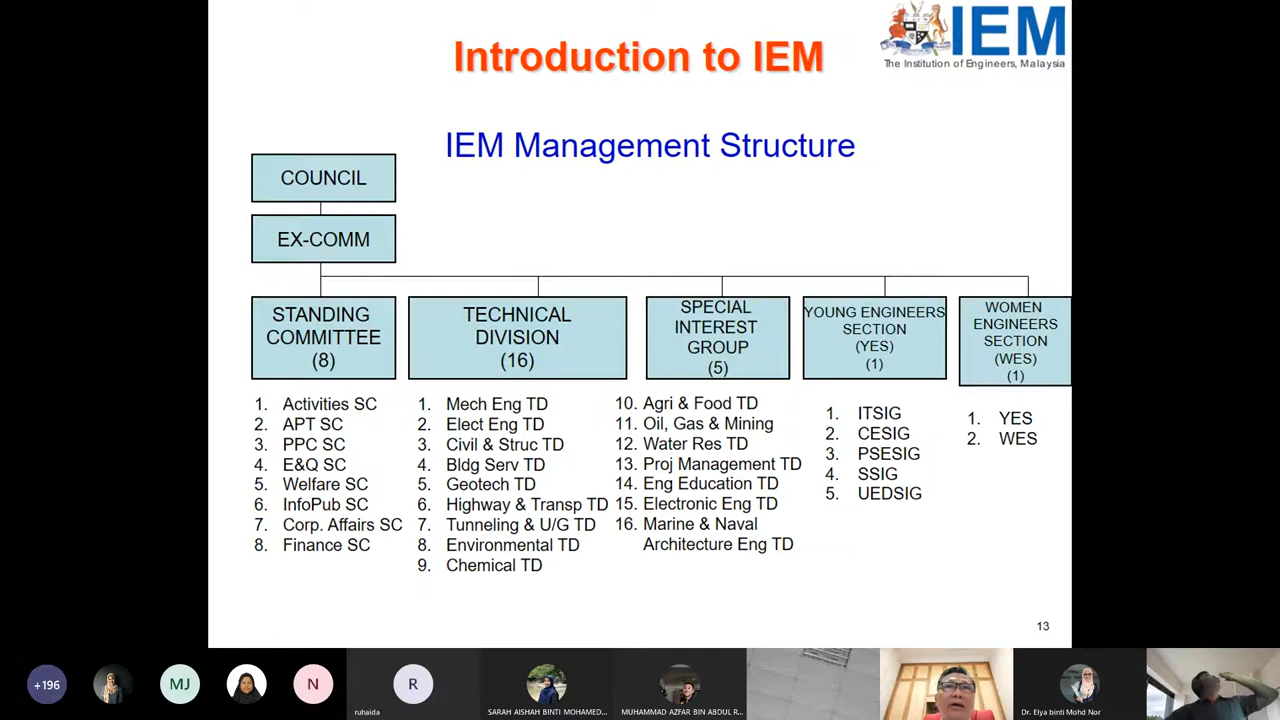 IEM
The Institution of Engineers, Malaysia
Introduction to IEM
IEM Management Structure
COUNCIL
EX-COMM
STANDING
COMMITTEE
(8)
TECHNICAL
DIVISION
(16)
SPECIAL
INTEREST
GROUP
(5)
YOUNG ENGINEERS
SECTION
(YES)
(1)
WOMEN
ENGINEERS
SECTION
(WES)
(1)
1. Activities SC
2. APT SC
3. PPC SC
4. E&Q SC
5. Welfare SC
6. InfoPub SC
7. Corp. Affairs SC
8. Finance SC
1. Mech Eng TD
2. Elect Eng TD
3. Civil & Struc TD
4. Bldg Serv TD
5. Geotech TD
6. Highway & Transp TD
7. Tunneling & U/G TD
8. Environmental TD
9. Chemical TD
10. Agri & Food TD
11. Oil, Gas & Mining
12. Water Res TD
13. Proj Management TD
14. Eng Education TD
15. Electronic Eng TD
16. Marine & Naval
Architecture Eng TD
1. ITSIG
2. CESIG
3. PSESIG
4. SSIG
5. UEDSIG
1. YES
2. WES
13
+196
MJ
N
R
ruhaida
SARAH AISHAH BINTI MOHAMED...
MUHAMMAD AZFAR BIN ABDUL R...
Dr. Elya binti Mohd Nor